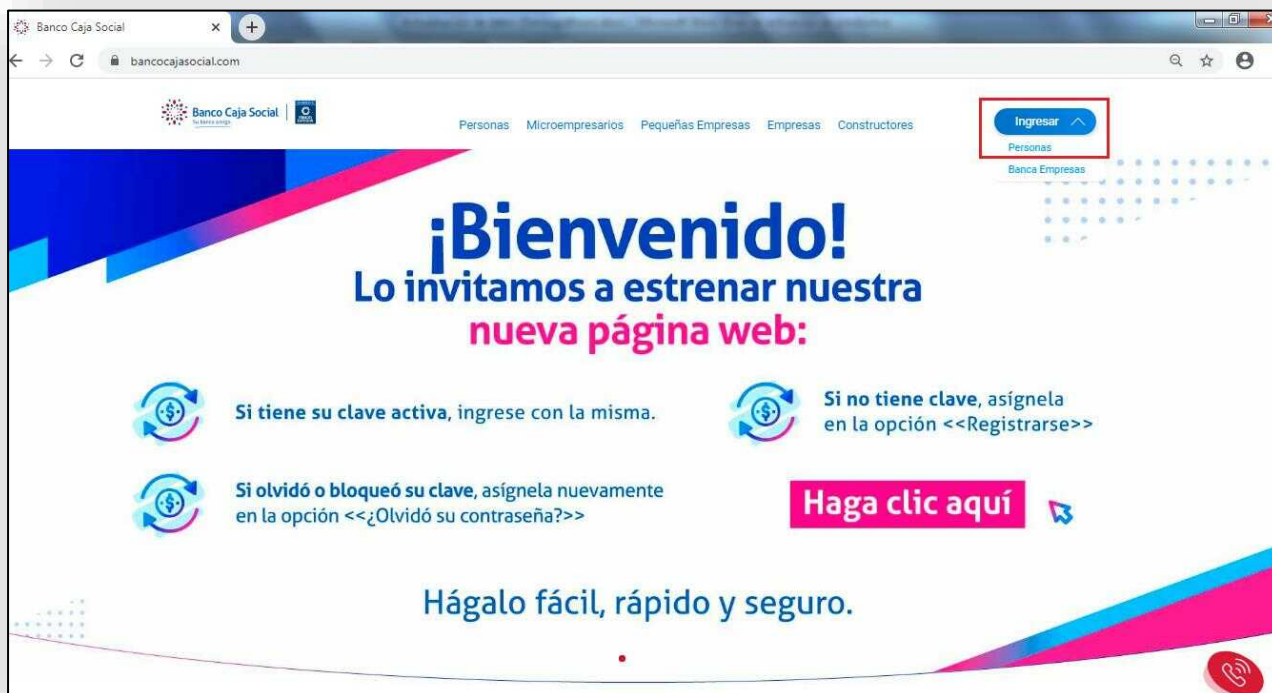 Banco Caja Social
bancocajasocial.com
Banco Caja Social
Su banco amigo
Personas Microempresarios Pequeñas Empresas Empresas Constructores
Ingresar
Personas
Banca Empresas
¡Bienvenido!
Lo invitamos a estrenar nuestra
nueva página web:
Si tiene su clave activa, ingrese con la misma.
Si no tiene clave, asígnela
en la opción <<Registrarse>>
Si olvidó o bloqueó su clave, asígnela nuevamente
en la opción <<¿Olvidó su contraseña?>>
Haga clic aquí
Hágalo fácil, rápido y seguro.